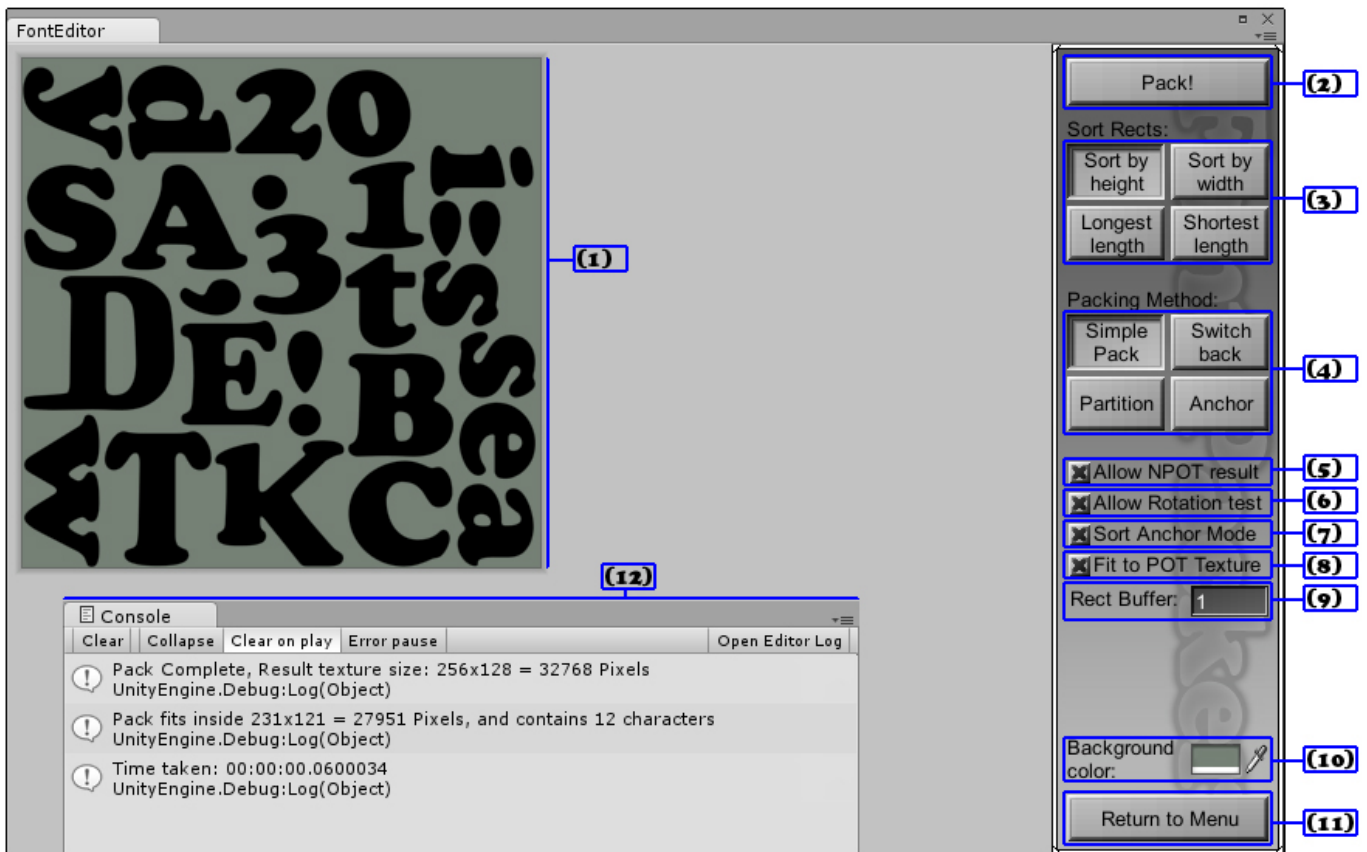 FontEditor
y d 2 0
S A ; 3 1 i :
D , t s
E ! B s e
w T K C a
(1)
Pack!
(2)
Sort Rects:
Sort by height
Sort by width
(3)
Longest length
Shortest length
Packing Method:
Simple Pack
Switch back
(4)
Partition
Anchor
Allow NPOT result
(5)
Allow Rotation test
(6)
Sort Anchor Mode
(7)
Fit to POT Texture
(8)
Rect Buffer: 1
(9)
Background color:
(10)
Return to Menu
(11)
(12)
Console
Clear Collapse Clear on play Error pause Open Editor Log
Pack Complete, Result texture size: 256x128 = 32768 Pixels
UnityEngine.Debug:Log(Object)
Pack fits inside 231x121 = 27951 Pixels, and contains 12 characters
UnityEngine.Debug:Log(Object)
Time taken: 00:00:00.0600034
UnityEngine.Debug:Log(Object)